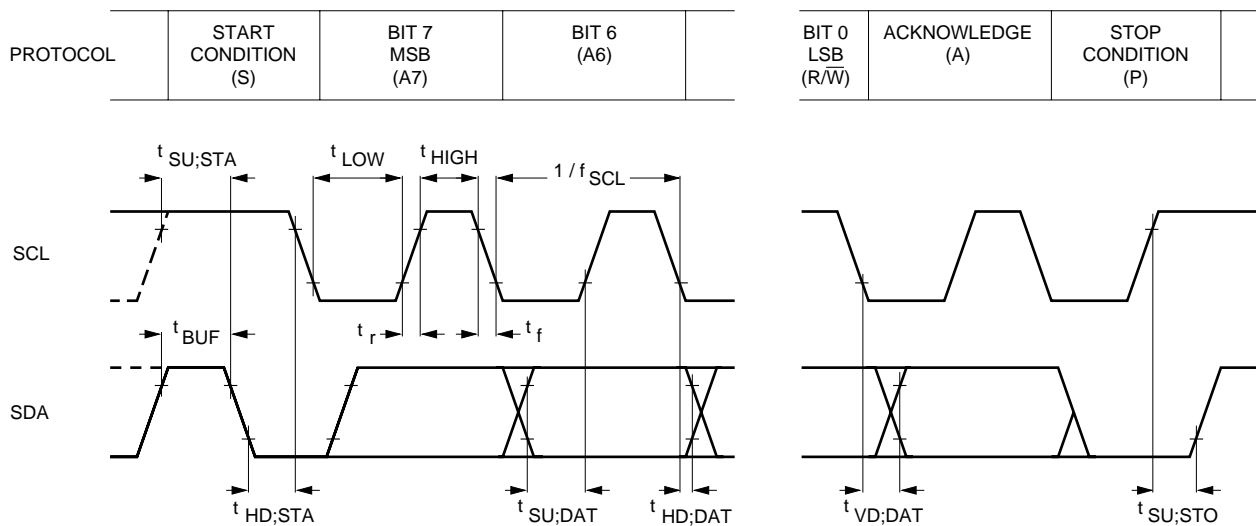 PROTOCOL
START
CONDITION
(S)
BIT 7
MSB
(A7)
BIT 6
(A6)
BIT 0
LSB
(R/W̅)
ACKNOWLEDGE
(A)
STOP
CONDITION
(P)
t SU;STA
t LOW
t HIGH
1 / f SCL
SCL
t BUF
t r
t f
SDA
t HD;STA
t SU;DAT
t HD;DAT
t VD;DAT
t SU;STO